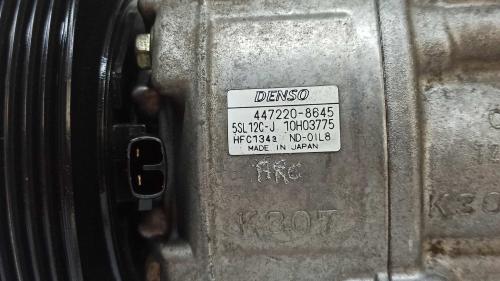 DENSO
447220-8645
5SL12C-J 10H03775
HFC134a ND-OIL8
MADE IN JAPAN
K307